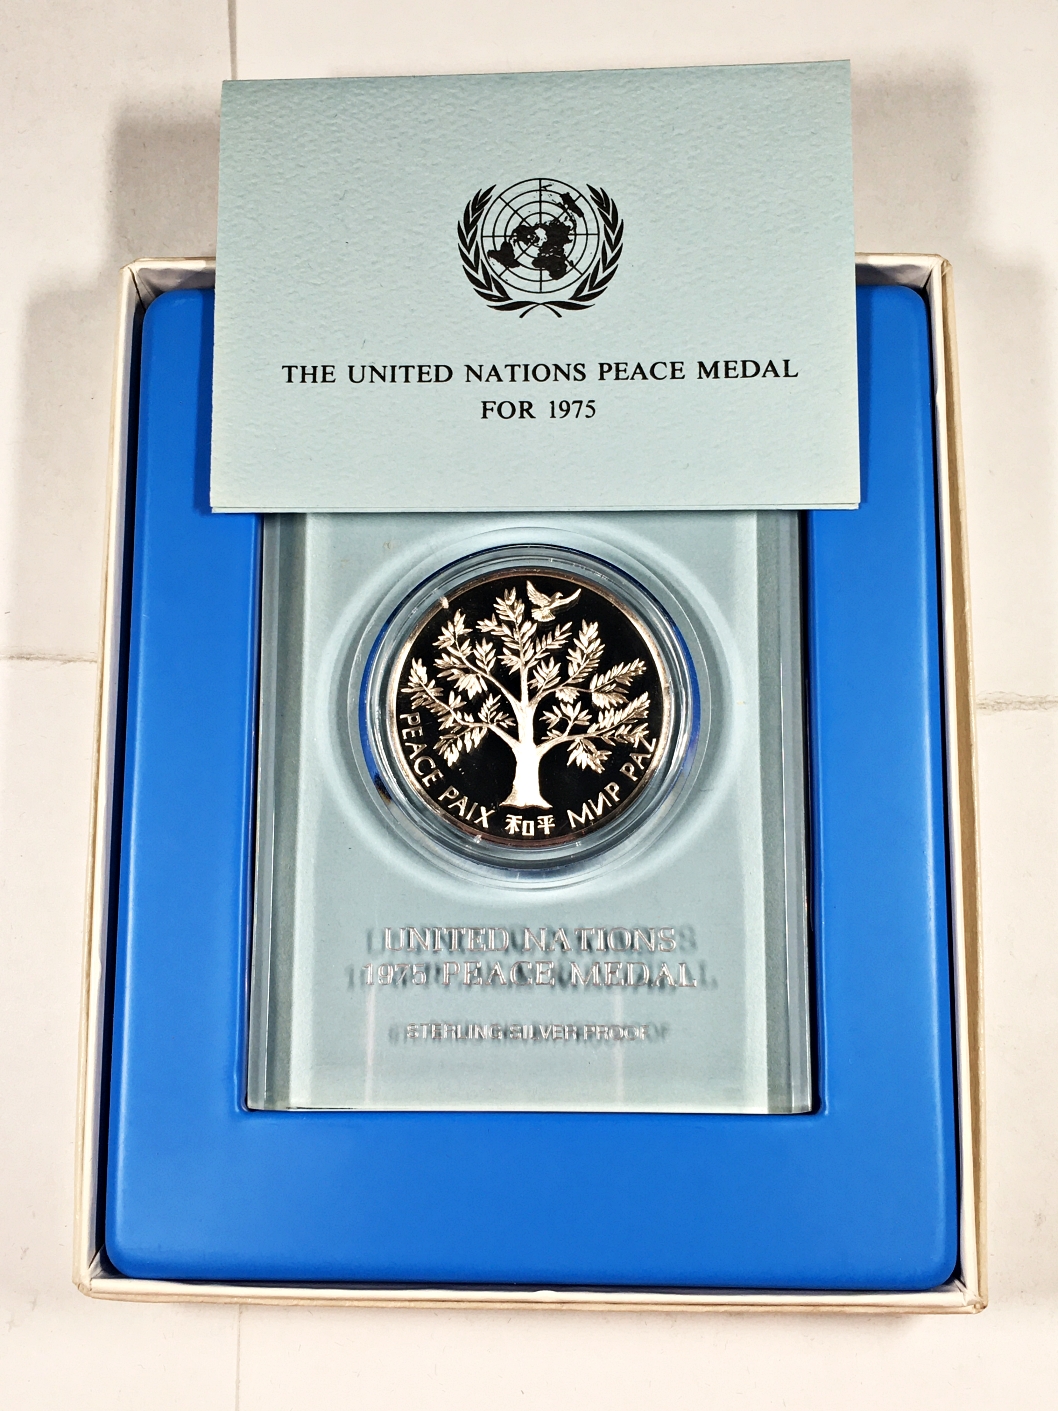 THE UNITED NATIONS PEACE MEDAL
FOR 1975
PEACE PAIX 和平 МИР PAZ
UNITED NATIONS
1975 PEACE MEDAL
STERLING SILVER PROOF